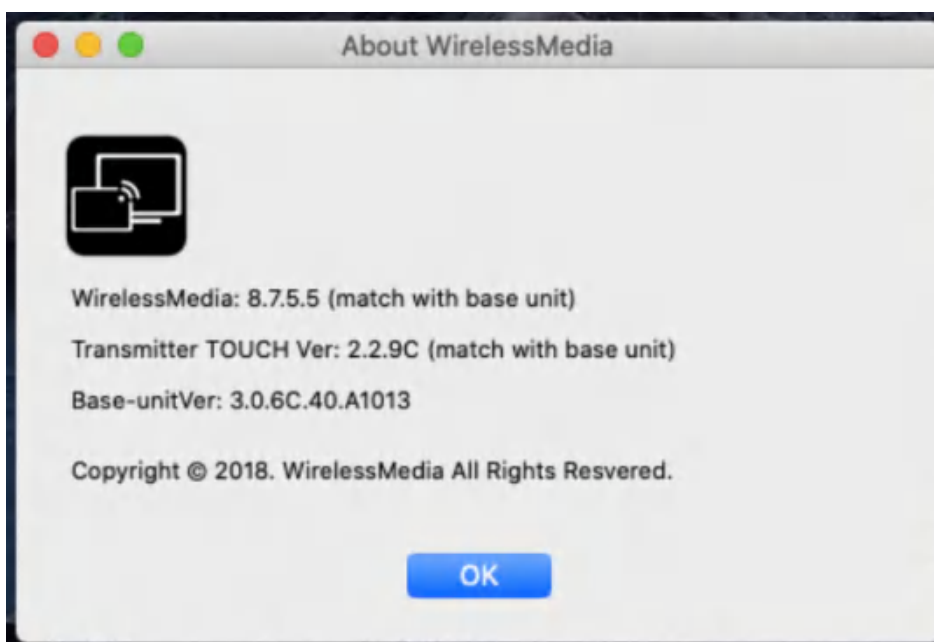 About WirelessMedia
WirelessMedia: 8.7.5.5 (match with base unit)
Transmitter TOUCH Ver: 2.2.9C (match with base unit)
Base-unitVer: 3.0.6C.40.A1013
Copyright © 2018. WirelessMedia All Rights Resvered.
OK